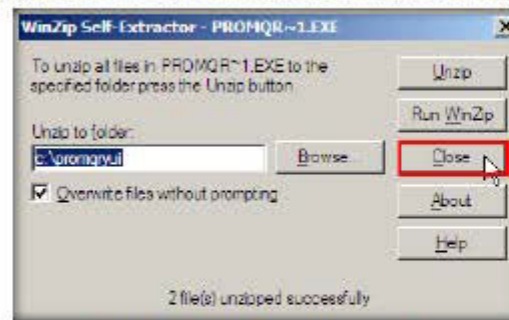 WinZip Self-Extractor - PROMQR~1.EXE
To unzip all files in PROMQR~1.EXE to the
specified folder press the Unzip button
Unzip to folder:
c:\promqryui
Browse...
Overwrite files without prompting
Unzip
Run WinZip
Close
About
Help
2 file(s) unzipped successfully